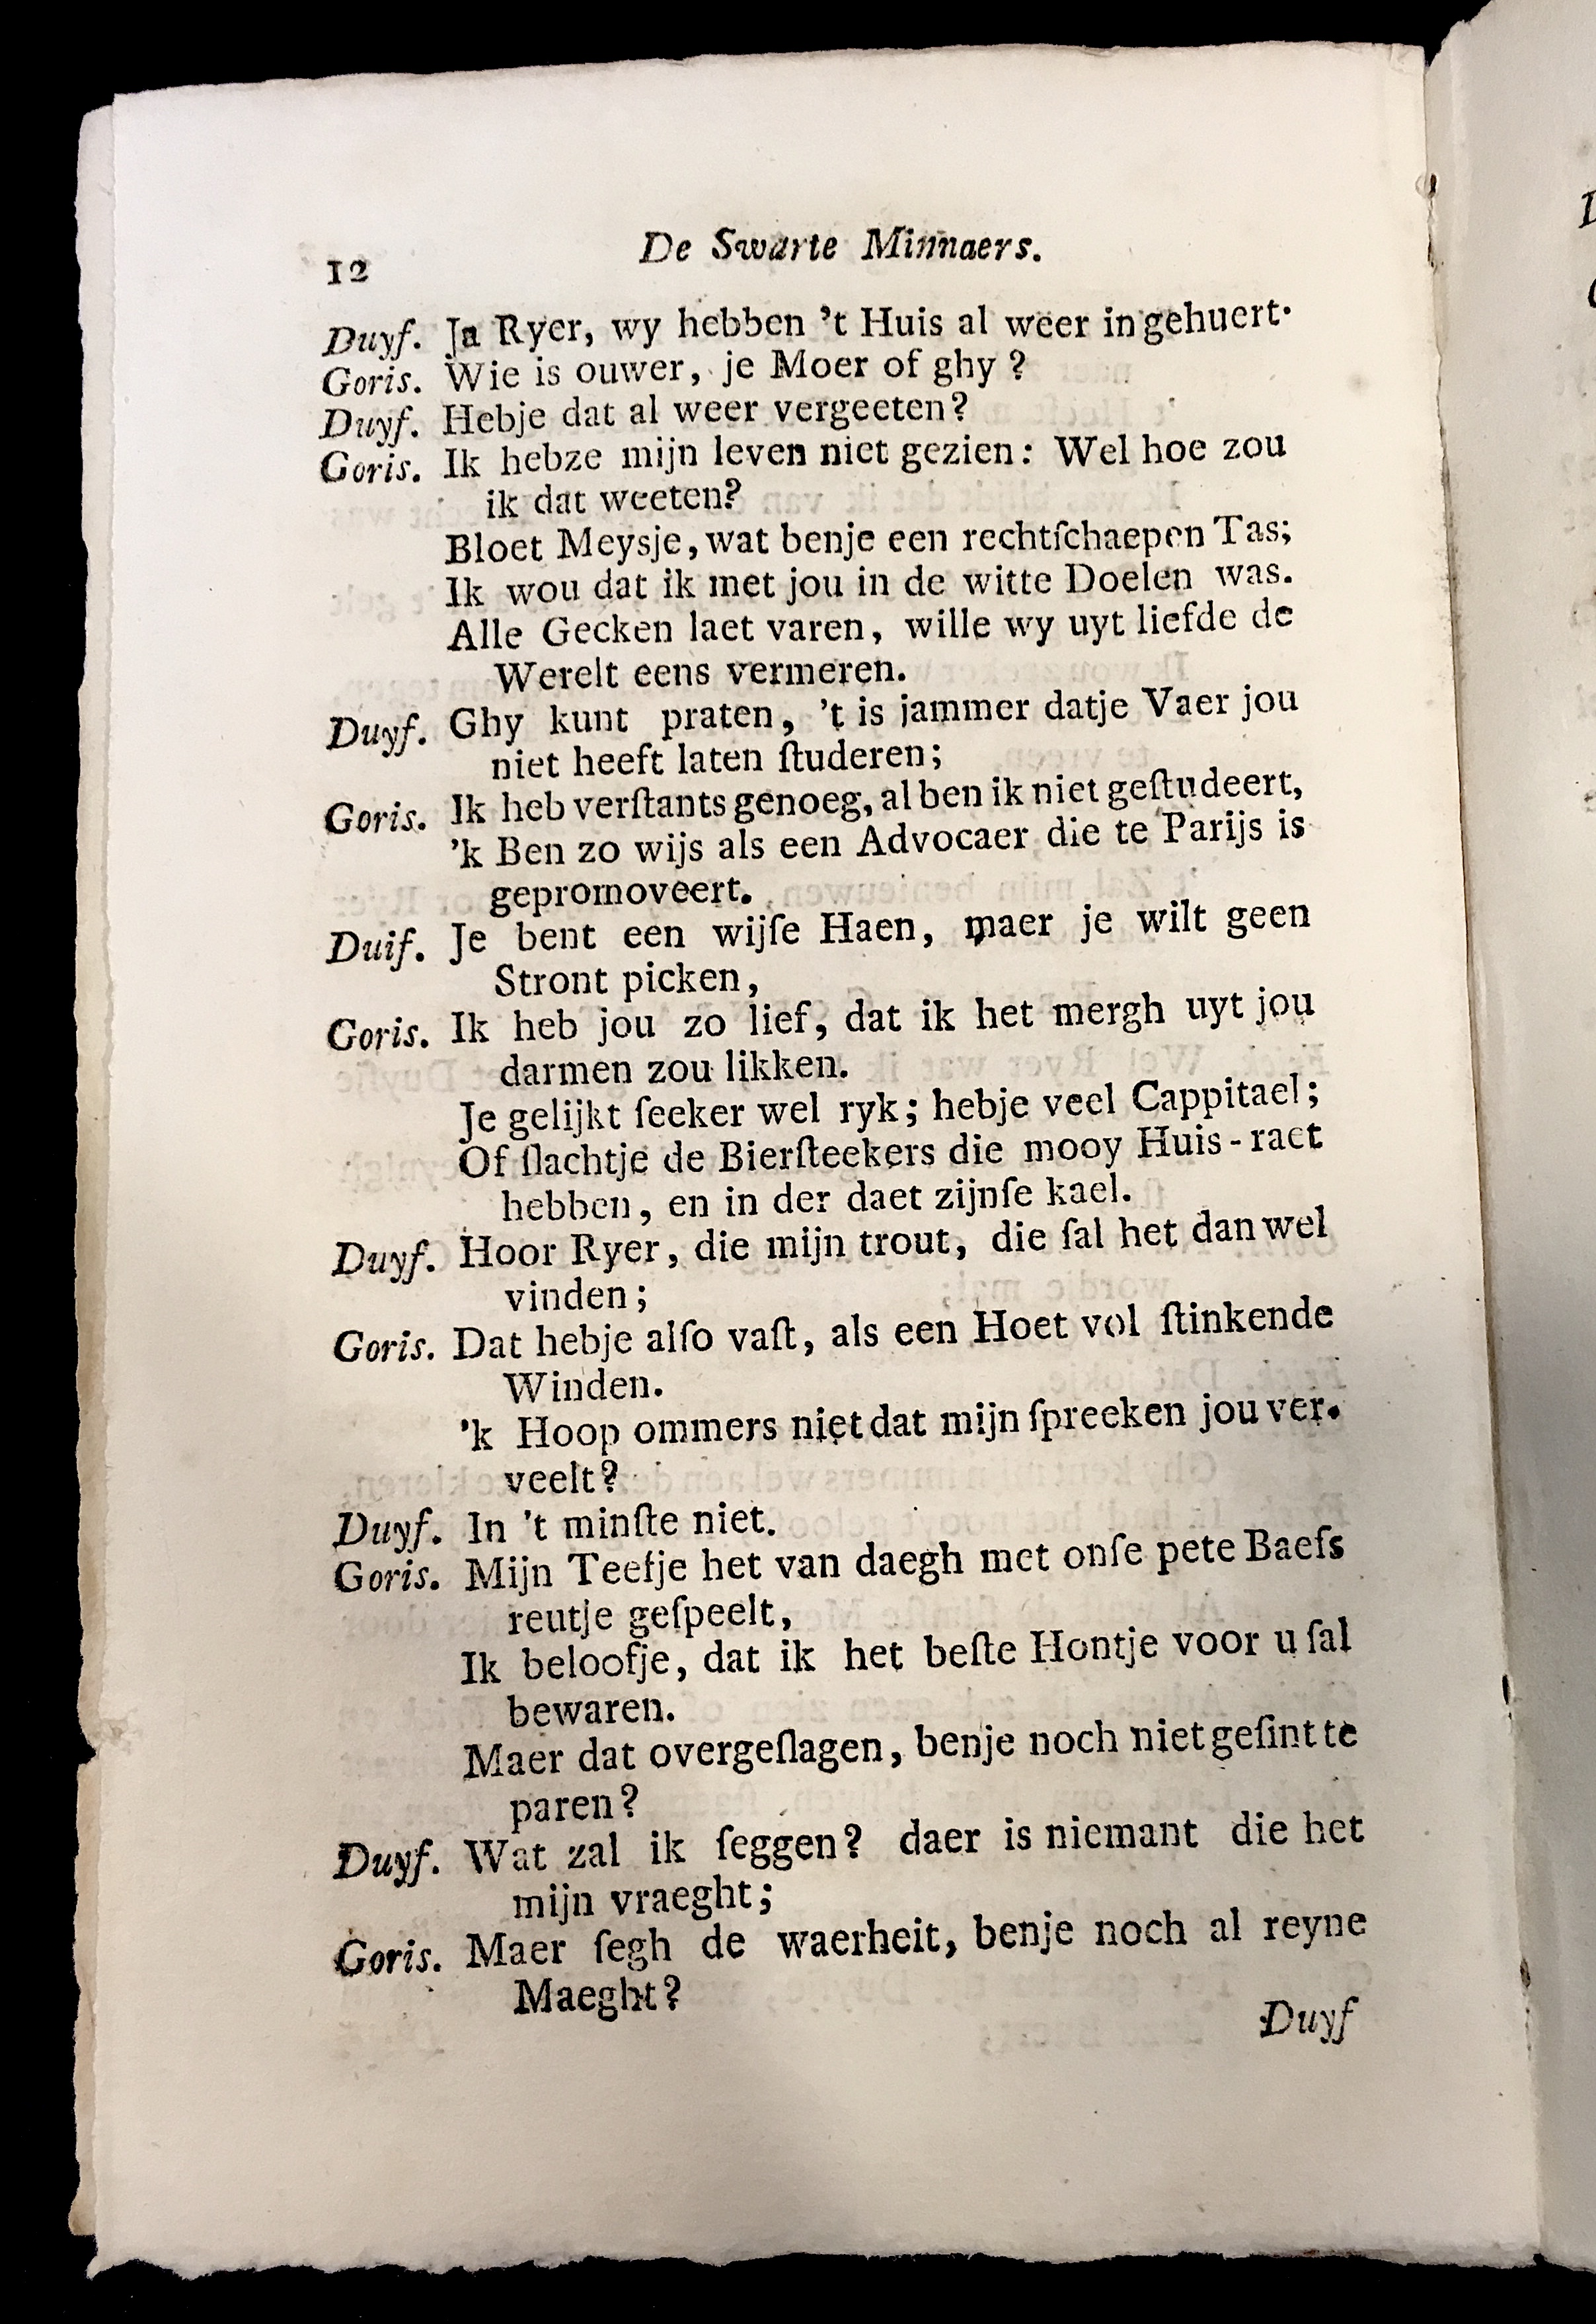 12 De Swarte Minnaers.
Duyf. Ja Ryer, wy hebben 't Huis al weer in gehuert.
Goris. Wie is ouwer, je Moer of ghy?
Duyf. Hebje dat al weer vergeeten?
Goris. Ik hebze mijn leven niet gezien: Wel hoe zou
ik dat weeten?
Bloet Meysje, wat benje een rechtſchaepen Tas;
Ik wou dat ik met jou in de witte Doelen was.
Alle Gecken laet varen, wille wy uyt liefde de
Werelt eens vermeren.
Duyf. Ghy kunt praten, 't is jammer datje Vaer jou
niet heeft laten ſtuderen;
Goris. Ik heb verſtants genoeg, al ben ik niet geſtudeert,
'k Ben zo wijs als een Advocaer die te Parijs is
gepromoveert.
Duif. Je bent een wijſe Haen, maer je wilt geen
Stront picken,
Goris. Ik heb jou zo lief, dat ik het mergh uyt jou
darmen zou likken.
Je gelijkt ſeeker wel ryk; hebje veel Cappitael;
Of ſlachtje de Bierſteekers die mooy Huis-raet
hebben, en in der daet zijnſe kael.
Duyf. Hoor Ryer, die mijn trout, die ſal het dan wel
vinden;
Goris. Dat hebje alſo vaſt, als een Hoet vol ſtinkende
Winden.
'k Hoop ommers niet dat mijn ſpreeken jou ver-
veelt?
Duyf. In 't minſte niet.
Goris. Mijn Teefje het van daegh met onſe pete Baeſs
reutje geſpeelt,
Ik beloofje, dat ik het beſte Hontje voor u ſal
bewaren.
Maer dat overgeſlagen, benje noch niet geſint te
paren?
Duyf. Wat zal ik ſeggen? daer is niemant die het
mijn vraeght;
Goris. Maer ſegh de waerheit, benje noch al reyne
Maeght?
Duyf